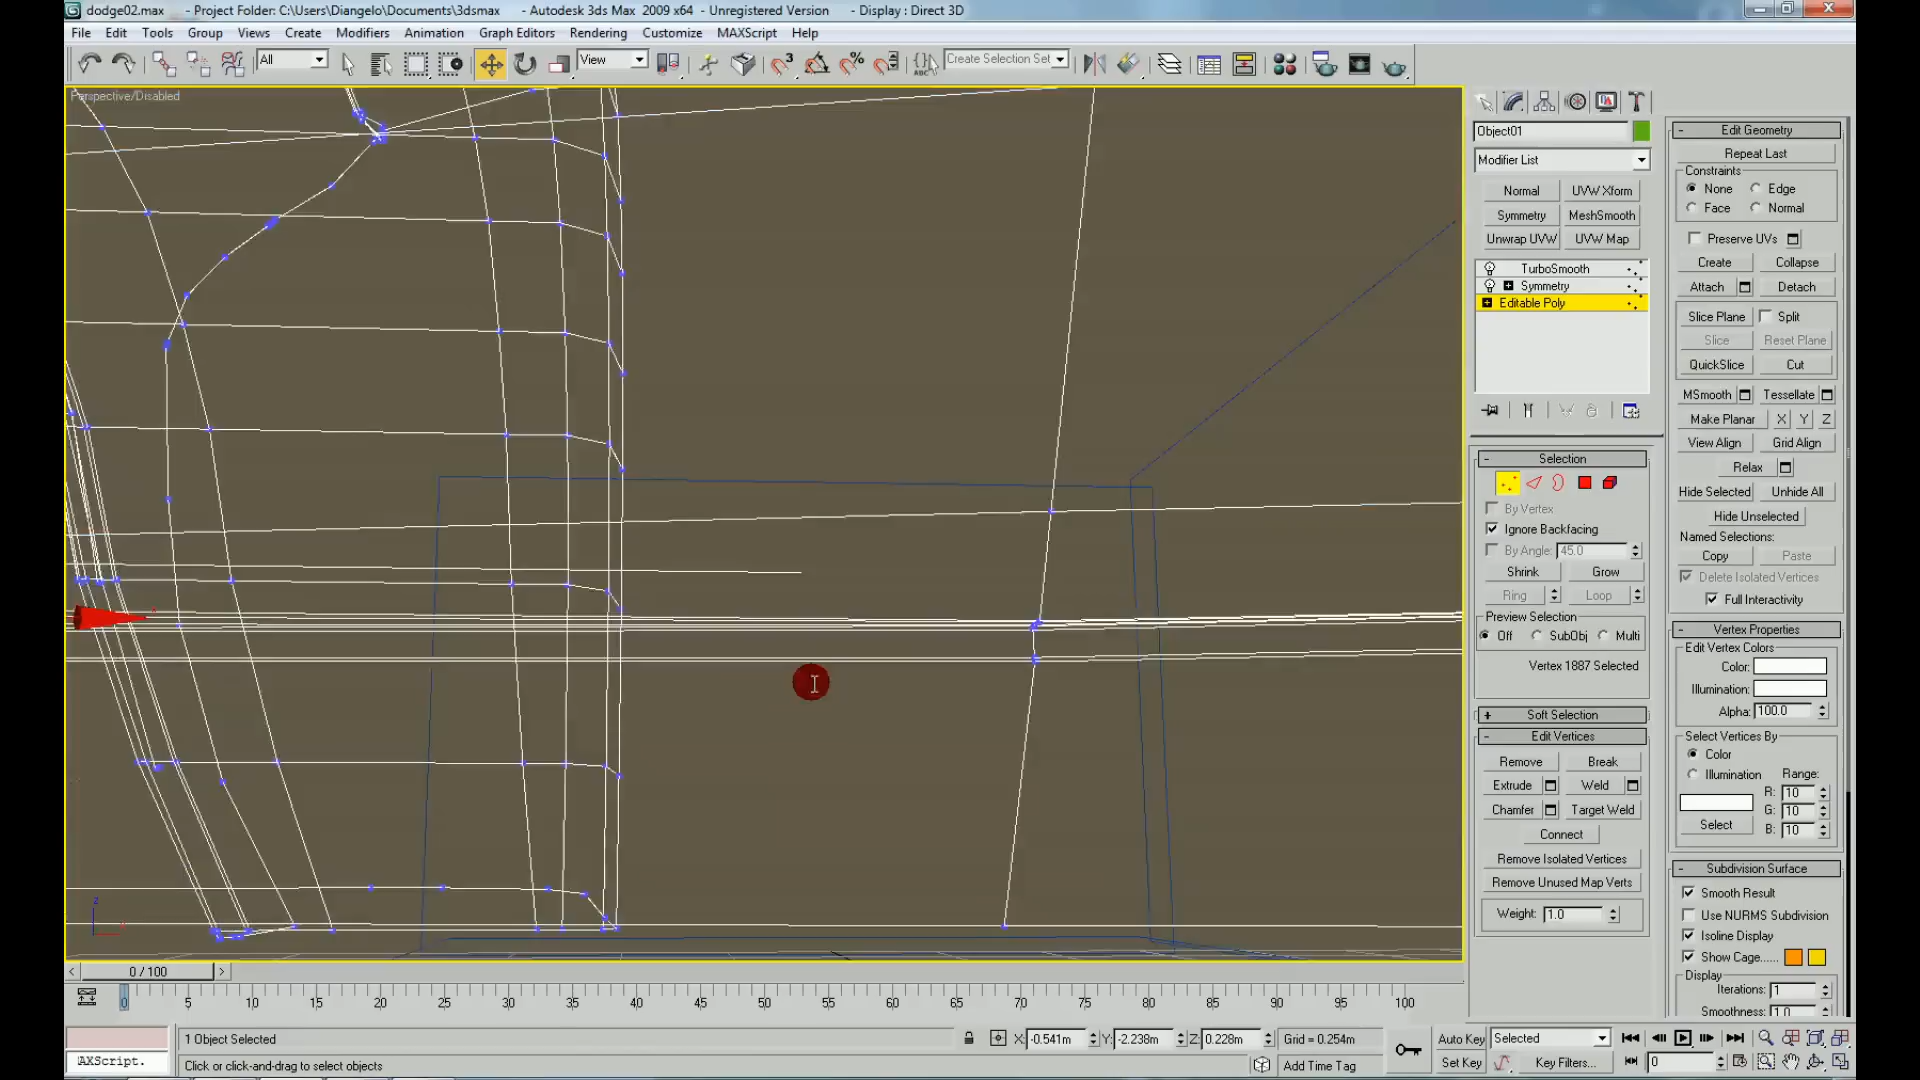 dodge02.max - Project Folder: C:\Users\Diangelo\Documents\3dsmax - Autodesk 3ds Max 2009 x64 - Unregistered Version - Display : Direct 3D
File Edit Tools Group Views Create Modifiers Animation Graph Editors Rendering Customize MAXScript Help
All View Create Selection Set
Perspective/Disabled
Object01
Modifier List
Normal UVW Xform
Symmetry MeshSmooth
Unwrap UVW UVW Map
TurboSmooth
Symmetry
Editable Poly
Selection
By Vertex
Ignore Backfacing
By Angle: 45.0
Shrink Grow
Ring Loop
Preview Selection
Off SubObj Multi
Vertex 1887 Selected
Soft Selection
Edit Vertices
Remove Break
Extrude Weld
Chamfer Target Weld
Connect
Remove Isolated Vertices
Remove Unused Map Verts
Weight: 1.0
Edit Geometry
Repeat Last
Constraints
None Edge
Face Normal
Preserve UVs
Create Collapse
Attach Detach
Slice Plane Split
Slice Reset Plane
QuickSlice Cut
MSmooth Tessellate
Make Planar X Y Z
View Align Grid Align
Relax
Hide Selected Unhide All
Hide Unselected
Named Selections:
Copy Paste
Delete Isolated Vertices
Full Interactivity
Vertex Properties
Edit Vertex Colors
Color:
Illumination:
Alpha: 100.0
Select Vertices By
Color
Illumination Range:
R: 10
G: 10
Select B: 10
Subdivision Surface
Smooth Result
Use NURMS Subdivision
Isoline Display
Show Cage......
Display
Iterations: 1
Smoothness: 1.0
0 / 100
0 5 10 15 20 25 30 35 40 45 50 55 60 65 70 75 80 85 90 95 100
1 Object Selected X: -0.541m Y: -2.238m Z: 0.228m Grid = 0.254m Auto Key Selected
AXScript. Click or click-and-drag to select objects Add Time Tag Set Key Key Filters... 0